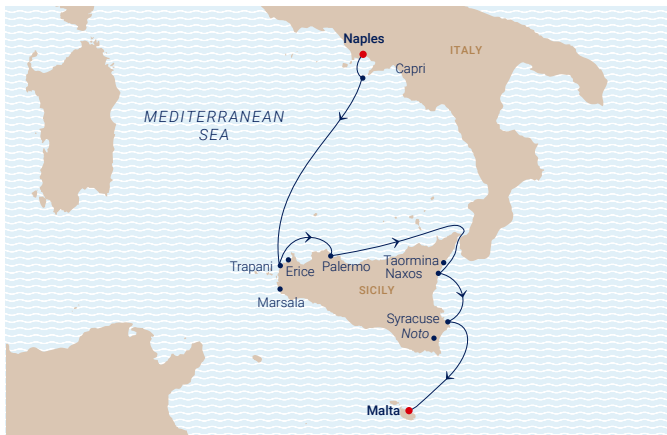 Naples
ITALY
Capri
MEDITERRANEAN
SEA
Trapani
Erice
Palermo
Taormina
Naxos
Marsala
SICILY
Syracuse
Noto
Malta